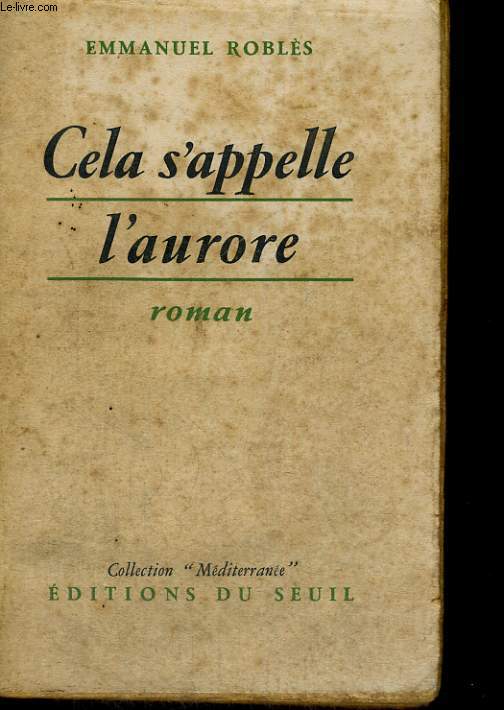 Le-livre.com
EMMANUEL ROBLÈS
Cela s'appelle
l'aurore
roman
Collection "Méditerranée"
ÉDITIONS DU SEUIL